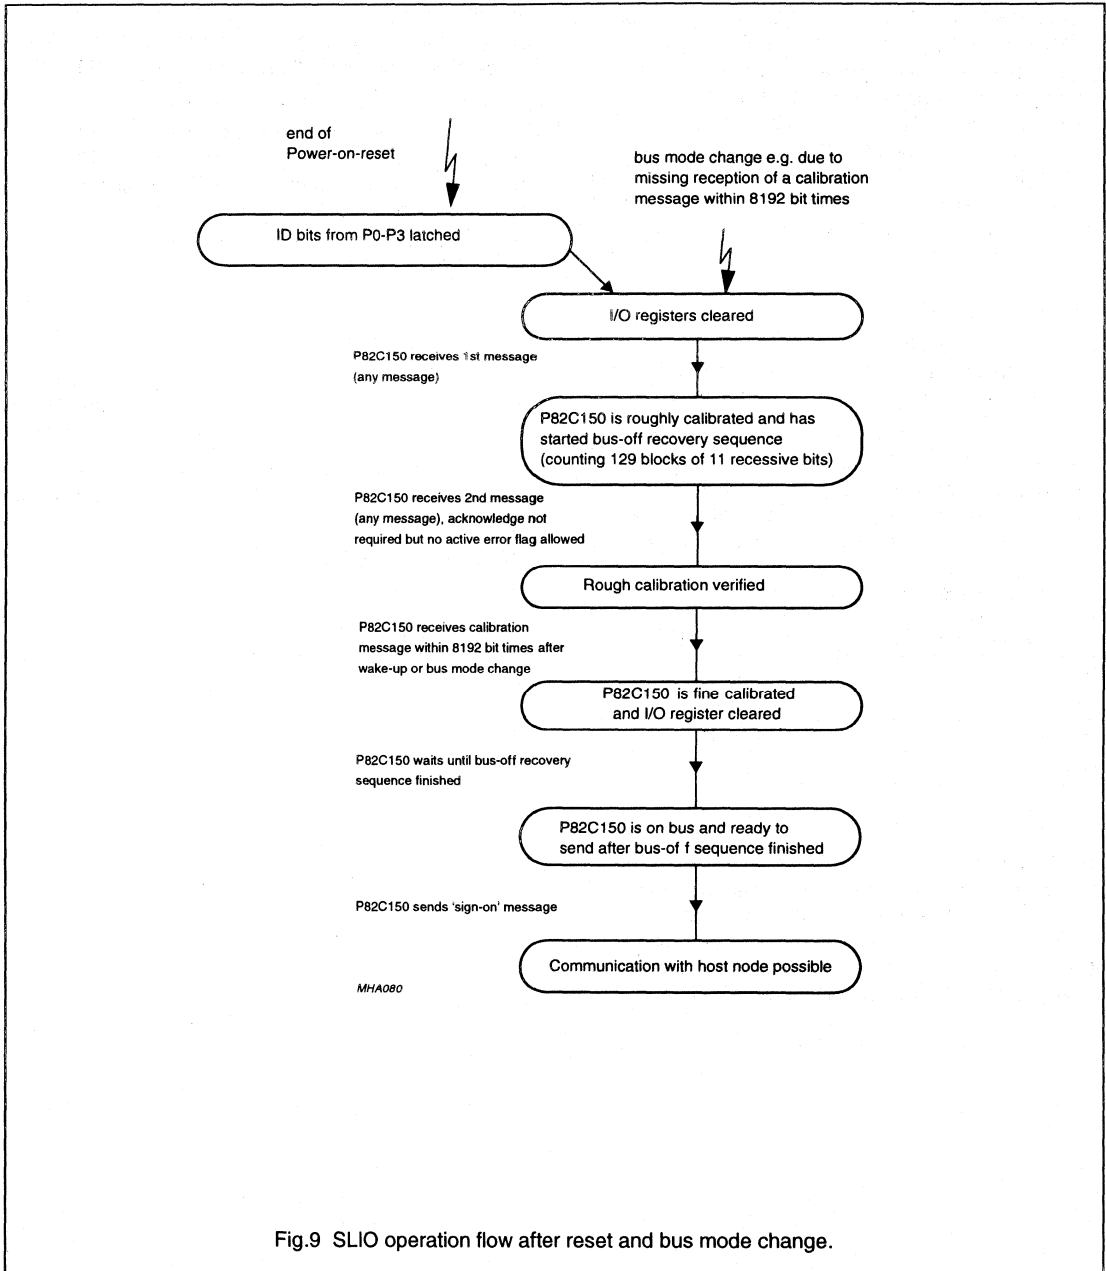 end of
Power-on-reset
bus mode change e.g. due to
missing reception of a calibration
message within 8192 bit times
ID bits from P0-P3 latched
I/O registers cleared
P82C150 receives 1st message
(any message)
P82C150 is roughly calibrated and has
started bus-off recovery sequence
(counting 129 blocks of 11 recessive bits)
P82C150 receives 2nd message
(any message), acknowledge not
required but no active error flag allowed
Rough calibration verified
P82C150 receives calibration
message within 8192 bit times after
wake-up or bus mode change
P82C150 is fine calibrated
and I/O register cleared
P82C150 waits until bus-off recovery
sequence finished
P82C150 is on bus and ready to
send after bus-of f sequence finished
P82C150 sends 'sign-on' message
Communication with host node possible
MHA080
Fig.9 SLIO operation flow after reset and bus mode change.